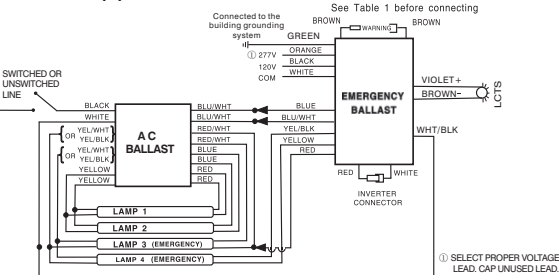 See Table 1 before connecting
Connected to the
building grounding
system
BROWN
WARNING
BROWN
GREEN
① 277V
ORANGE
120V
BLACK
COM
WHITE
SWITCHED OR
UNSWITCHED
LINE
EMERGENCY
BALLAST
VIOLET+
BROWN-
LCTS
BLACK
WHITE
OR
YEL/WHT
YEL/BLK
OR
YEL/WHT
YEL/BLK
YELLOW
YELLOW
AC
BALLAST
BLU/WHT
BLU/WHT
RED/WHT
RED/WHT
BLUE
BLUE
RED
RED
BLUE
BLU/WHT
YEL/BLK
YELLOW
RED
WHT/BLK
RED
WHITE
INVERTER
CONNECTOR
LAMP 1
LAMP 2
LAMP 3 (EMERGENCY)
LAMP 4 (EMERGENCY)
① SELECT PROPER VOLTAGE
LEAD. CAP UNUSED LEAD.